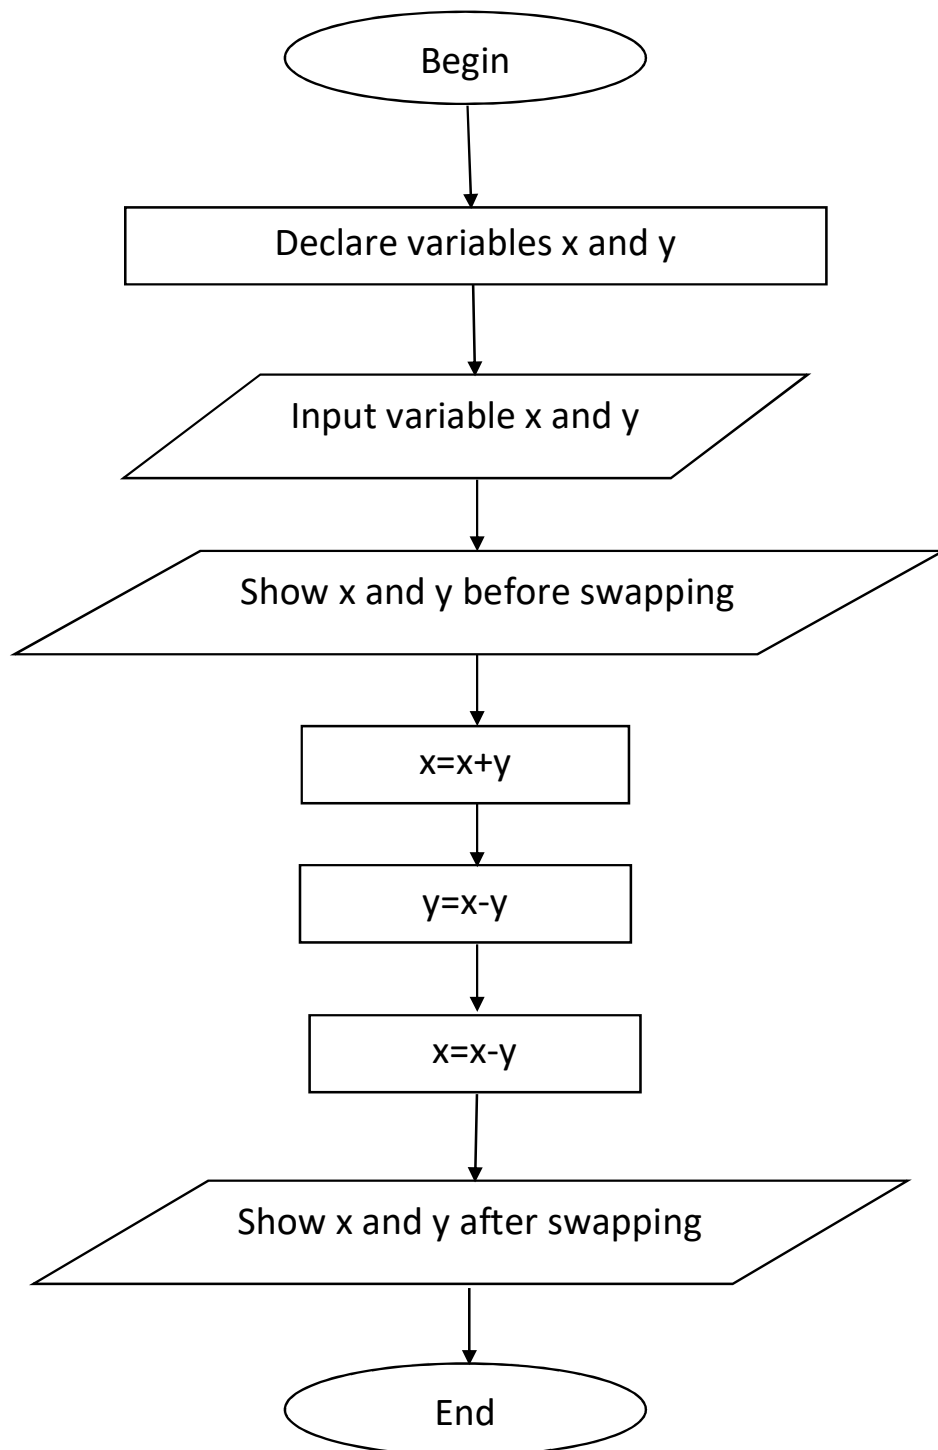 Begin
Declare variables x and y
Input variable x and y
Show x and y before swapping
x=x+y
y=x-y
x=x-y
Show x and y after swapping
End